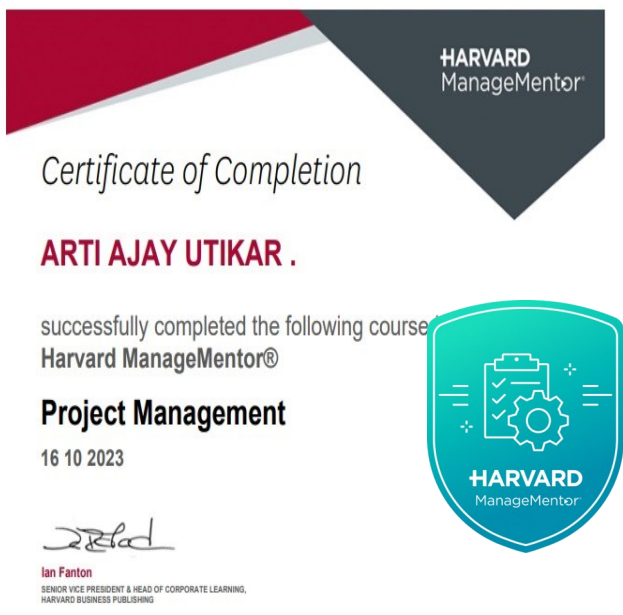 HARVARD
ManageMentor®
Certificate of Completion
ARTI AJAY UTIKAR .
successfully completed the following course
Harvard ManageMentor®
Project Management
16 10 2023
Ian Fanton
SENIOR VICE PRESIDENT & HEAD OF CORPORATE LEARNING,
HARVARD BUSINESS PUBLISHING
HARVARD
ManageMentor